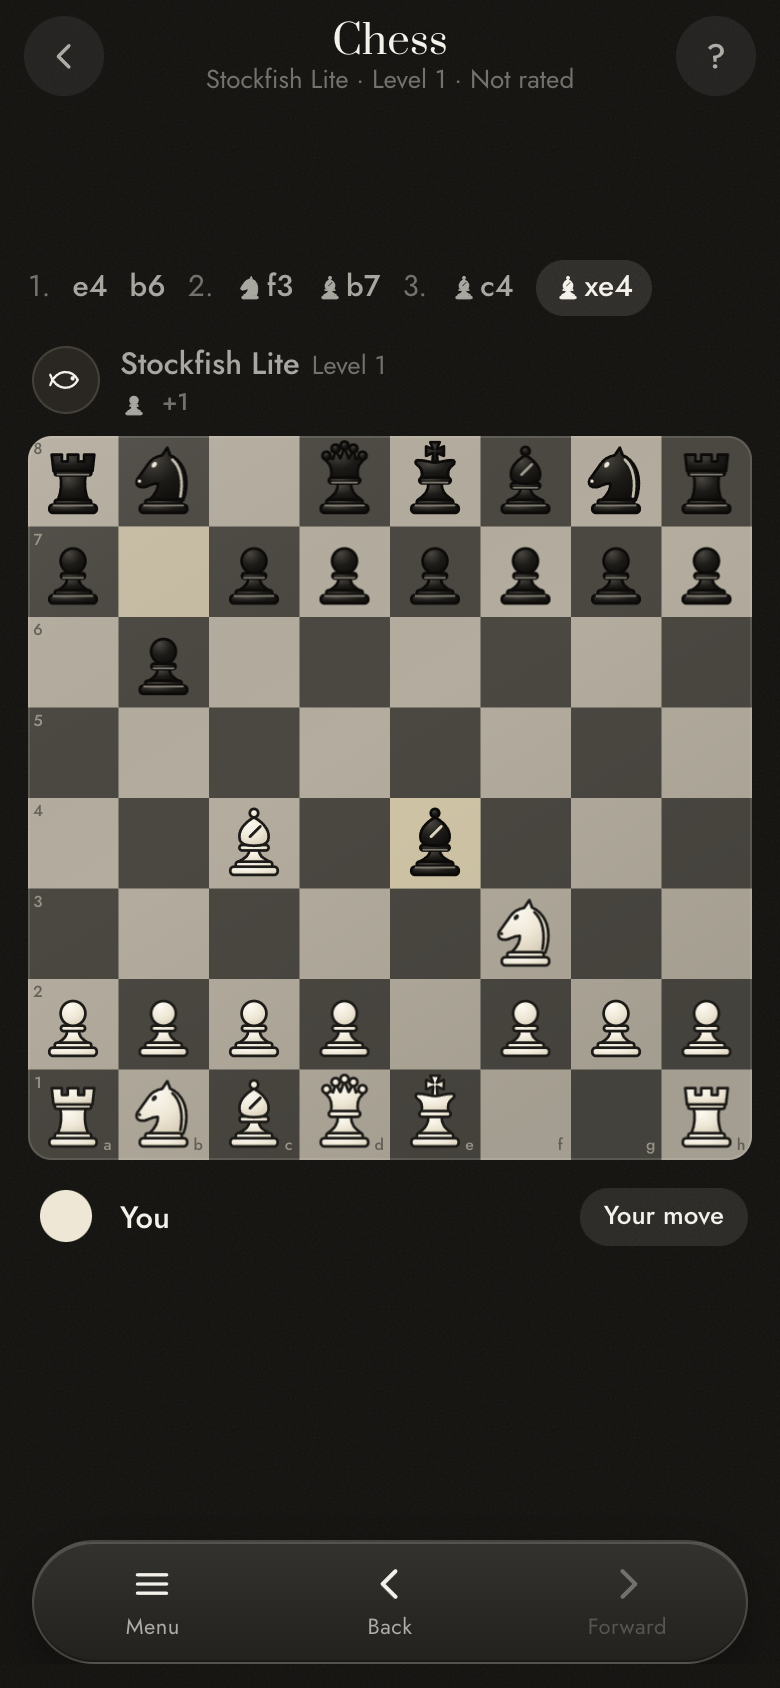 Chess
?
Stockfish Lite · Level 1 · Not rated
1. e4 b6 2. f3 b7 3. c4 xe4
Stockfish Lite Level 1
+1
8
7
6
5
4
3
2
1
a b c d e f g h
You Your move
Menu Back Forward